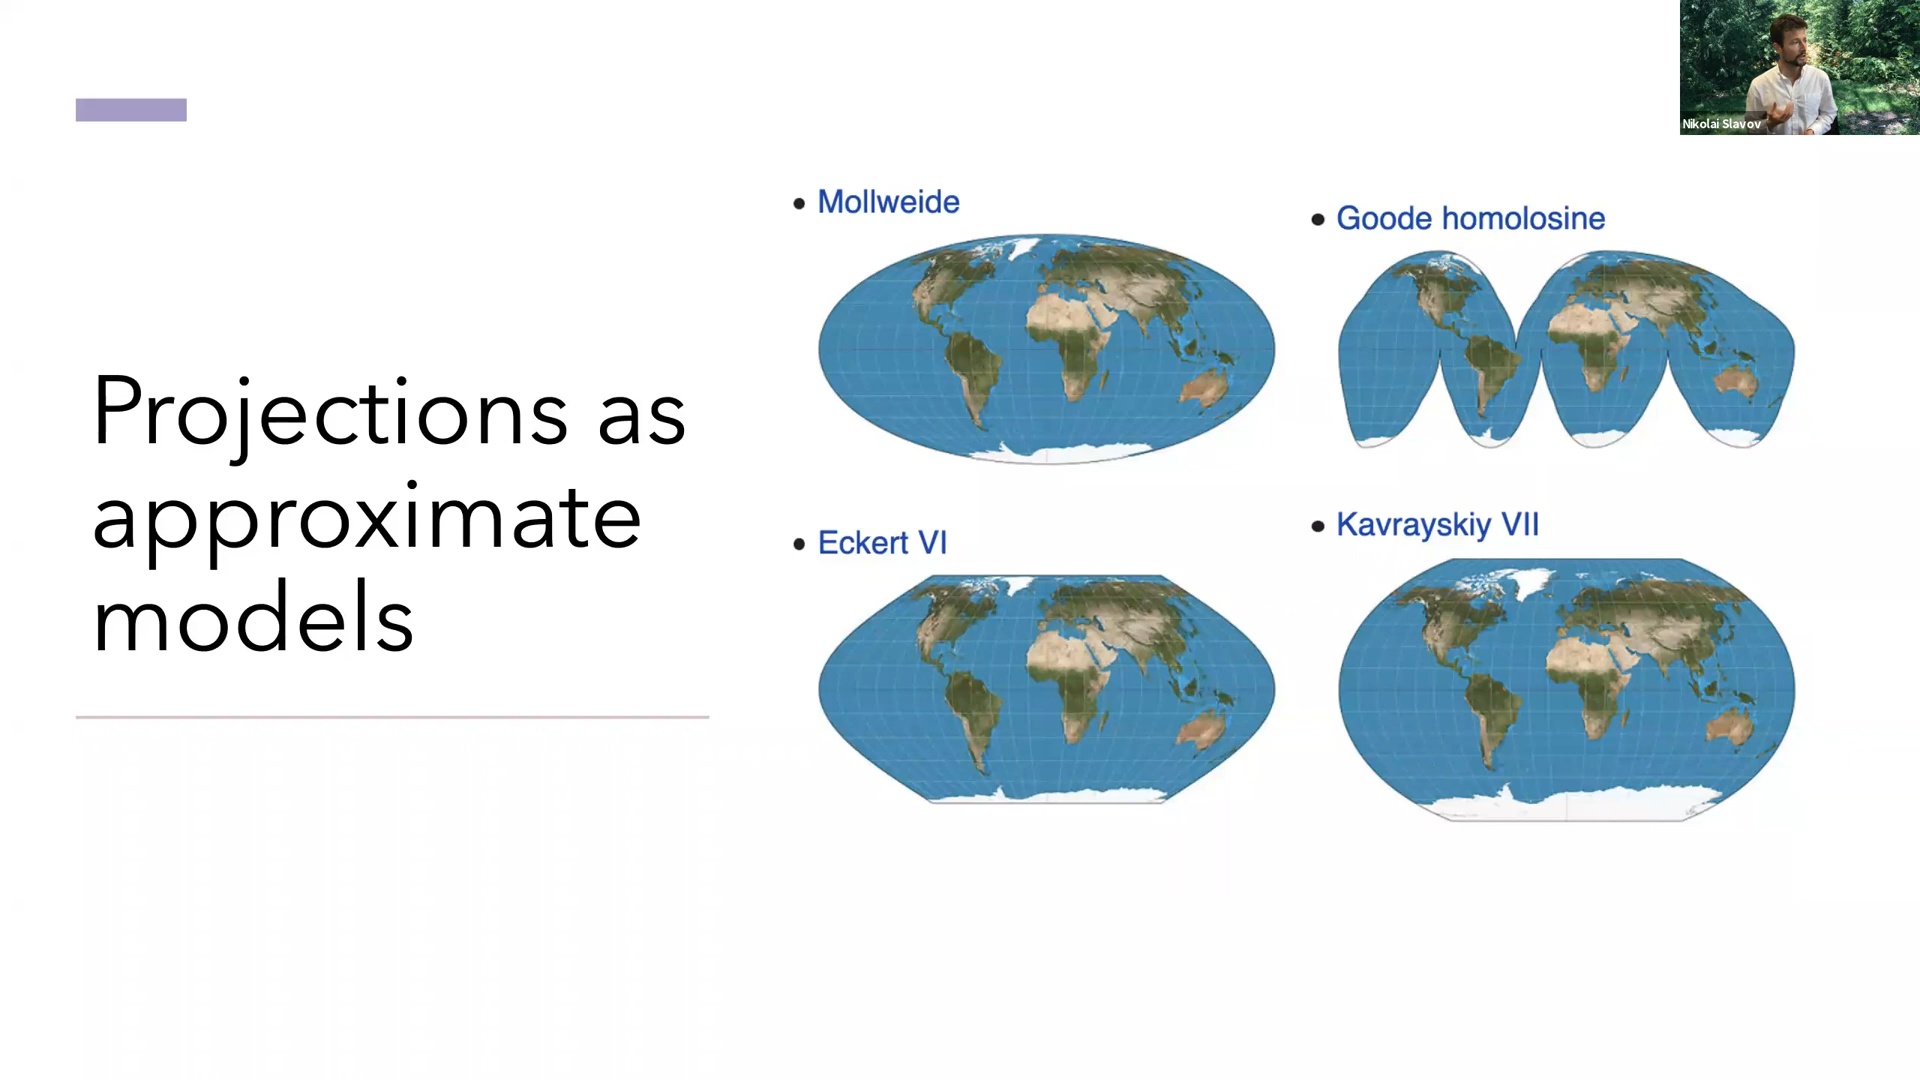 Nikolai Slavov
Projections as
approximate
models
• Mollweide
• Goode homolosine
• Eckert VI
• Kavrayskiy VII